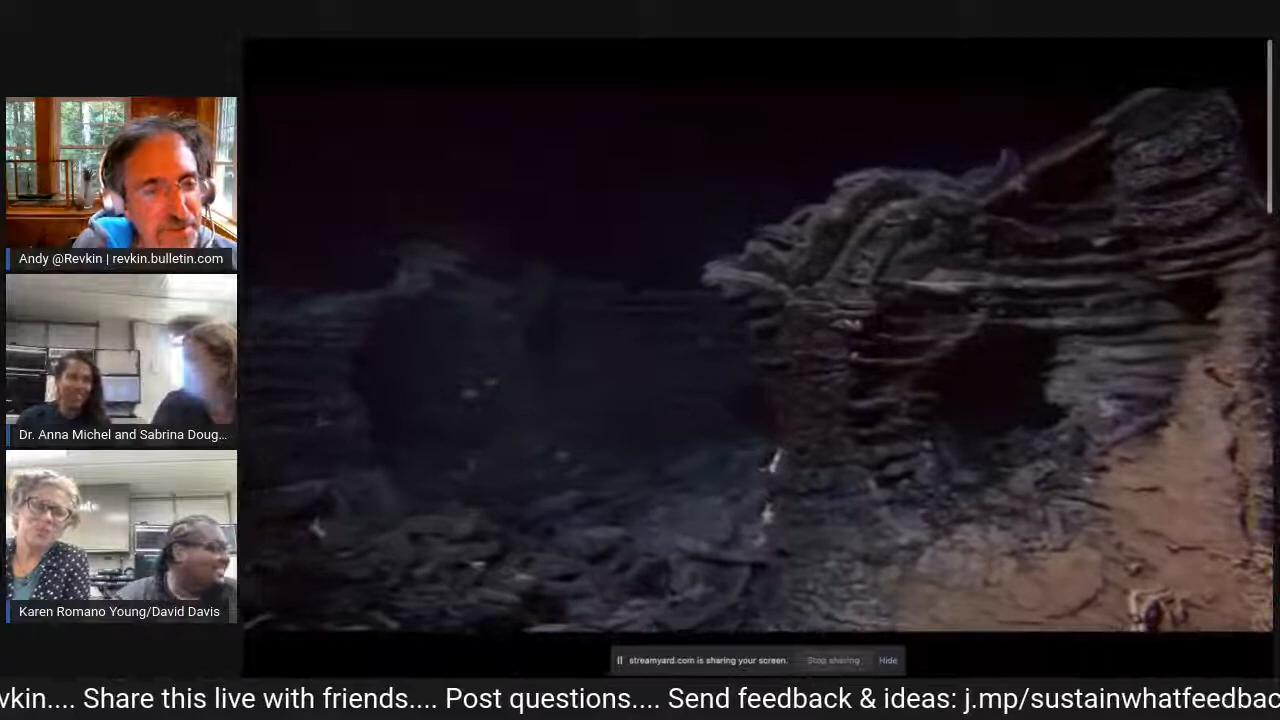 Andy @Revkin | revkin.bulletin.com
Dr. Anna Michel and Sabrina Doug...
Karen Romano Young/David Davis
streamyard.com is sharing your screen. Stop sharing Hide
vkin.... Share this live with friends.... Post questions.... Send feedback & ideas: j.mp/sustainwhatfeedbac